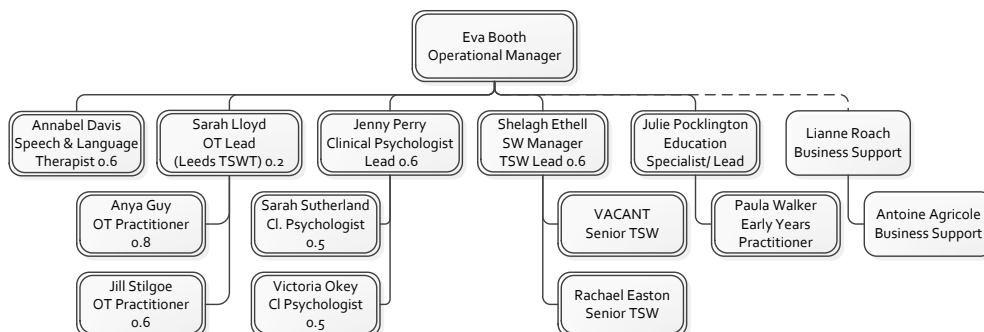 Eva Booth
Operational Manager
Annabel Davis
Speech & Language
Therapist 0.6
Sarah Lloyd
OT Lead
(Leeds TSWT) 0.2
Jenny Perry
Clinical Psychologist
Lead 0.6
Shelagh Ethell
SW Manager
TSW Lead 0.6
Julie Pocklington
Education
Specialist/ Lead
Lianne Roach
Business Support
Anya Guy
OT Practitioner
0.8
Sarah Sutherland
Cl. Psychologist
0.5
VACANT
Senior TSW
Paula Walker
Early Years
Practitioner
Antoine Agricole
Business Support
Jill Stilgoe
OT Practitioner
0.6
Victoria Okey
Cl Psychologist
0.5
Rachael Easton
Senior TSW